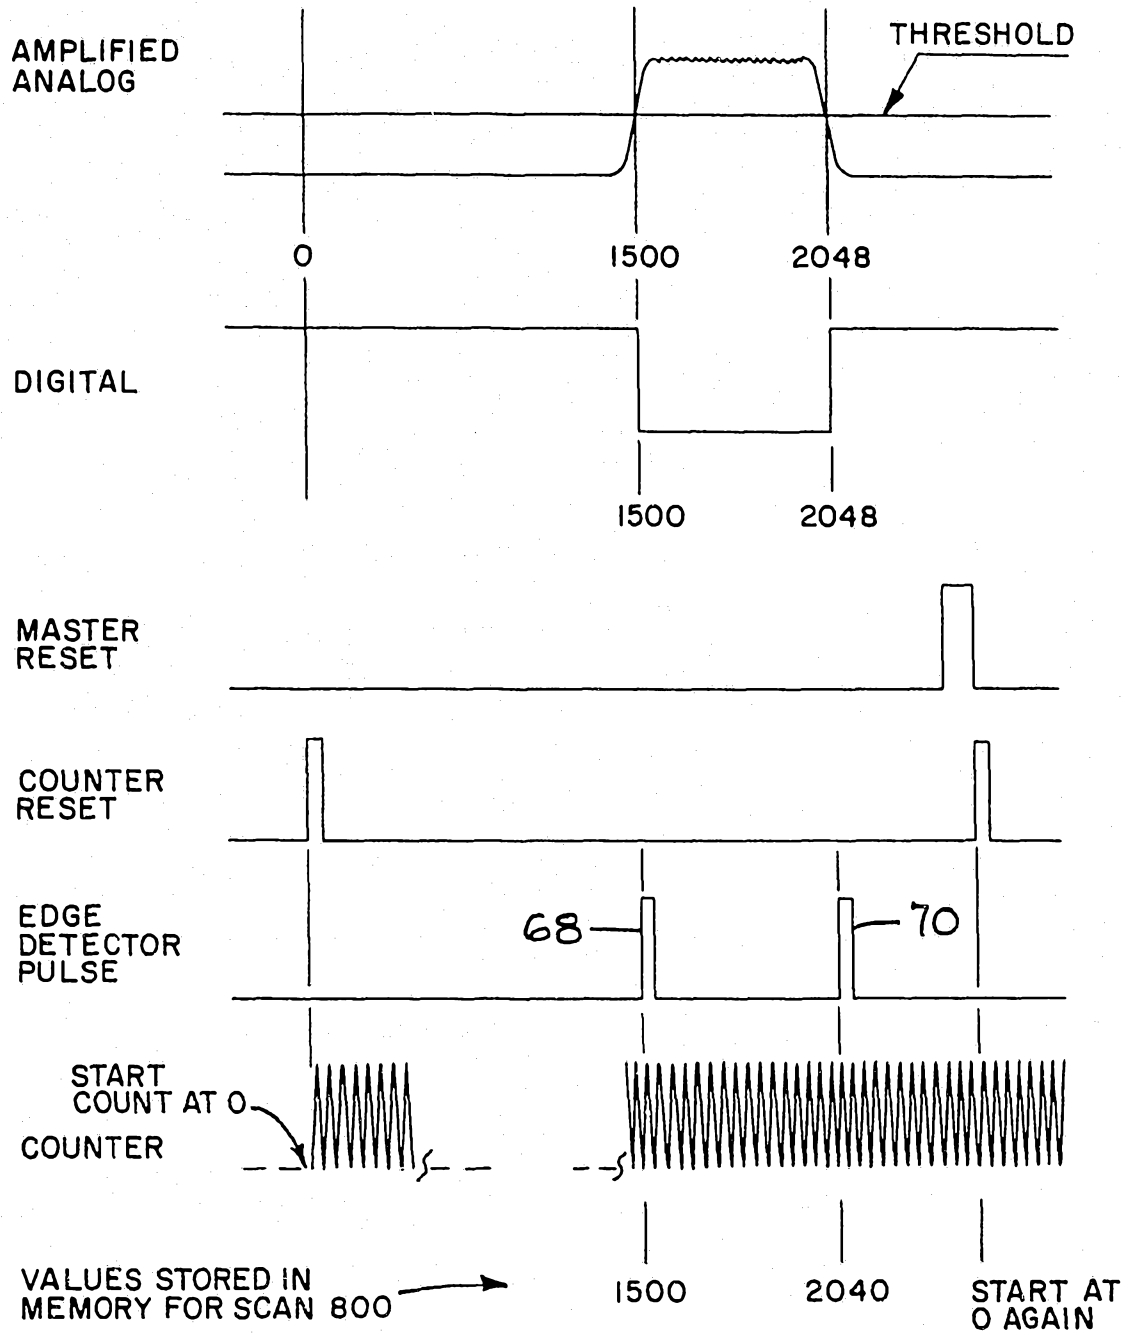 AMPLIFIED
ANALOG
THRESHOLD
0
1500
2048
DIGITAL
1500
2048
MASTER
RESET
COUNTER
RESET
EDGE
DETECTOR
PULSE
68
70
START
COUNT AT 0
COUNTER
VALUES STORED IN
MEMORY FOR SCAN 800
1500
2040
START AT
0 AGAIN